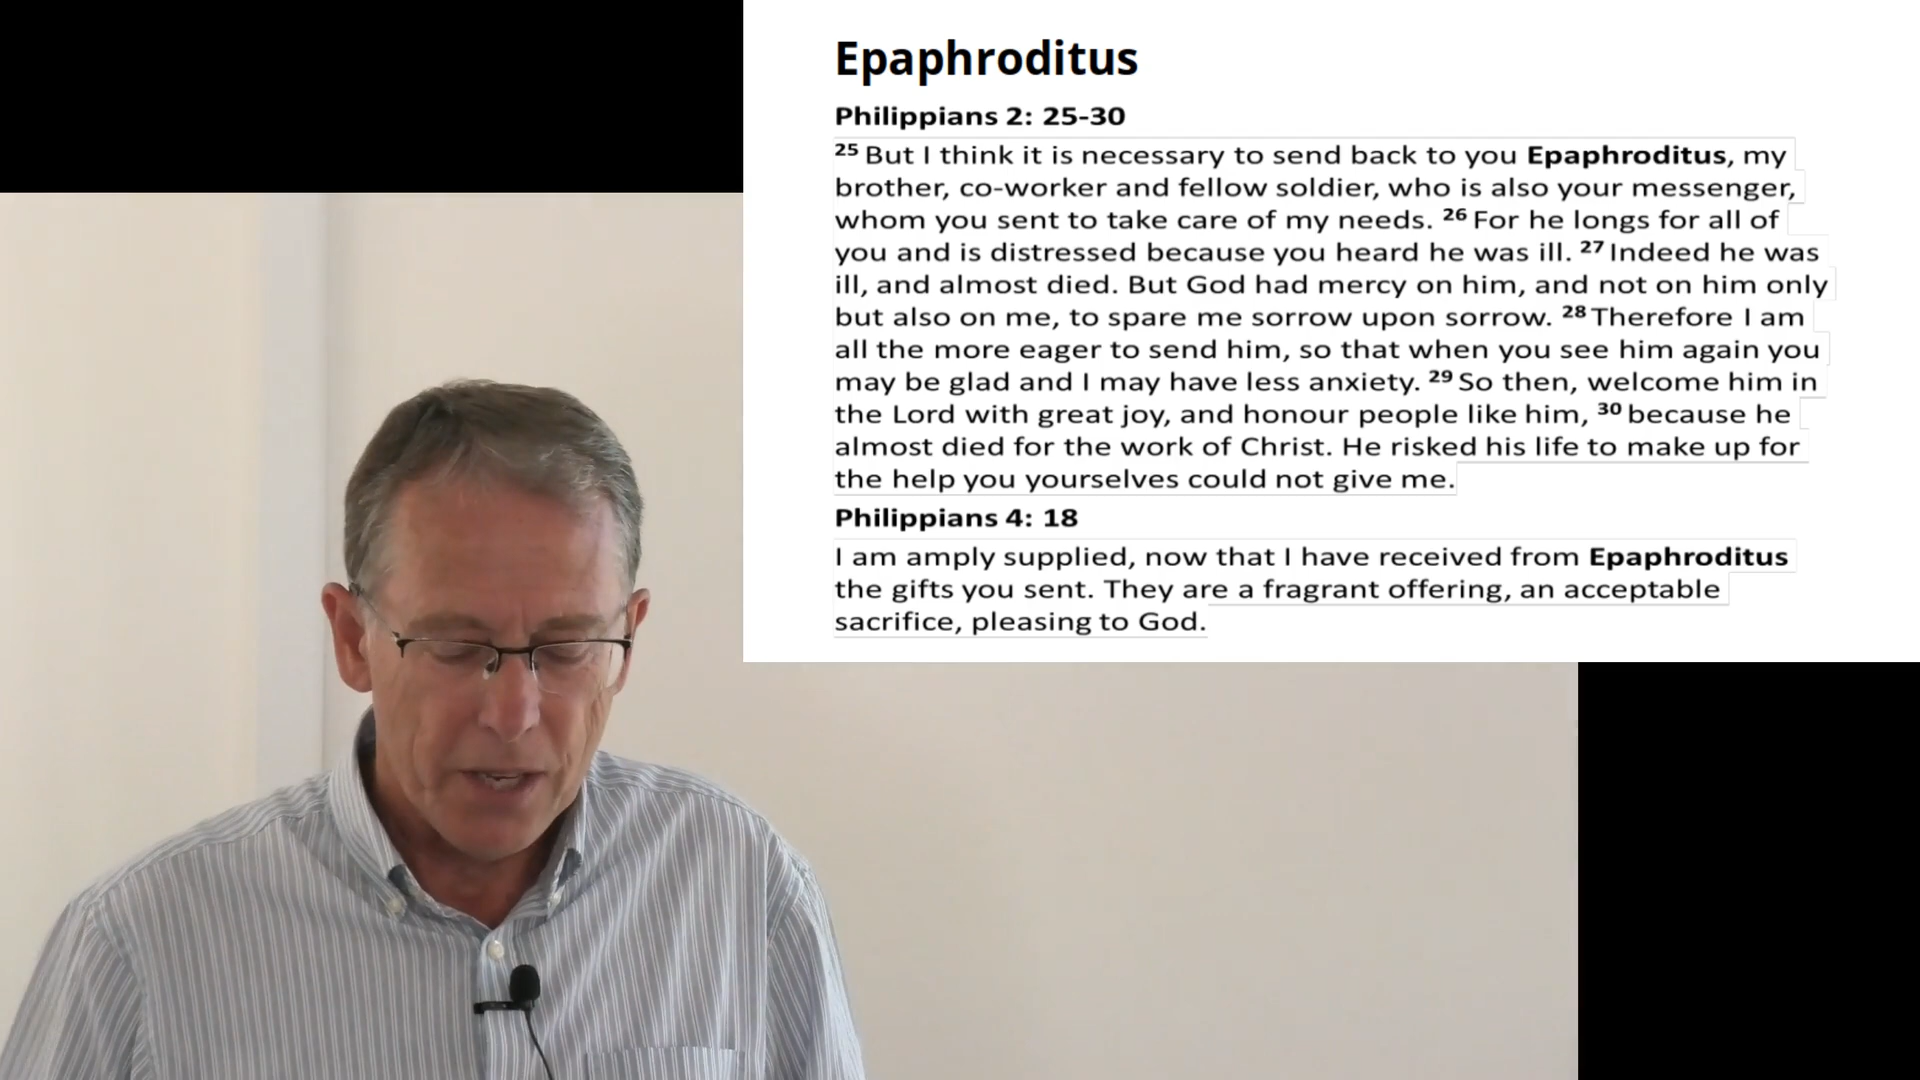 Epaphroditus
Philippians 2: 25-30
25 But I think it is necessary to send back to you Epaphroditus, my
brother, co-worker and fellow soldier, who is also your messenger,
whom you sent to take care of my needs. 26 For he longs for all of
you and is distressed because you heard he was ill. 27 Indeed he was
ill, and almost died. But God had mercy on him, and not on him only
but also on me, to spare me sorrow upon sorrow. 28 Therefore I am
all the more eager to send him, so that when you see him again you
may be glad and I may have less anxiety. 29 So then, welcome him in
the Lord with great joy, and honour people like him, 30 because he
almost died for the work of Christ. He risked his life to make up for
the help you yourselves could not give me.
Philippians 4: 18
I am amply supplied, now that I have received from Epaphroditus
the gifts you sent. They are a fragrant offering, an acceptable
sacrifice, pleasing to God.